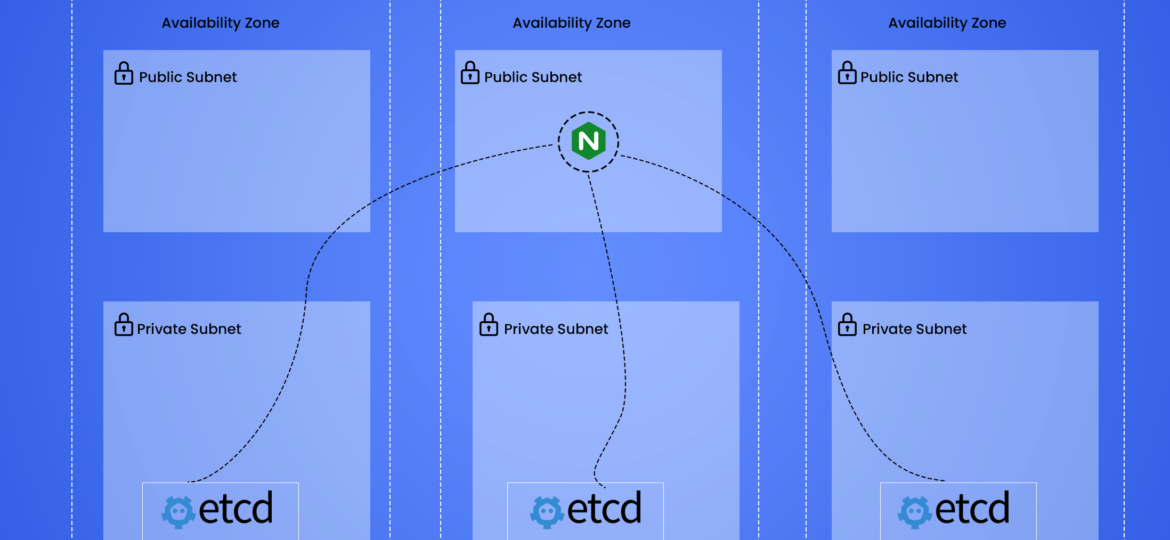 Availability Zone
Availability Zone
Availability Zone
Public Subnet
Public Subnet
Public Subnet
N
Private Subnet
Private Subnet
Private Subnet
etcd
etcd
etcd